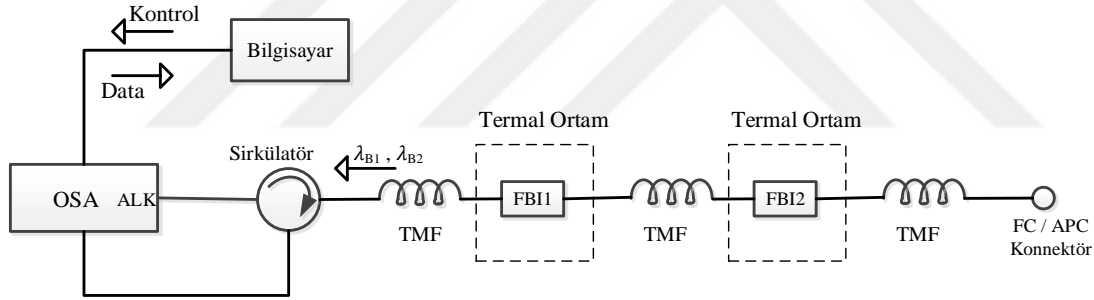 Kontrol
Bilgisayar
Data
Termal Ortam
Termal Ortam
Sirkülatör
λB1 , λB2
OSA
ALK
FBI1
FBI2
TMF
TMF
TMF
FC / APC
Konnektör